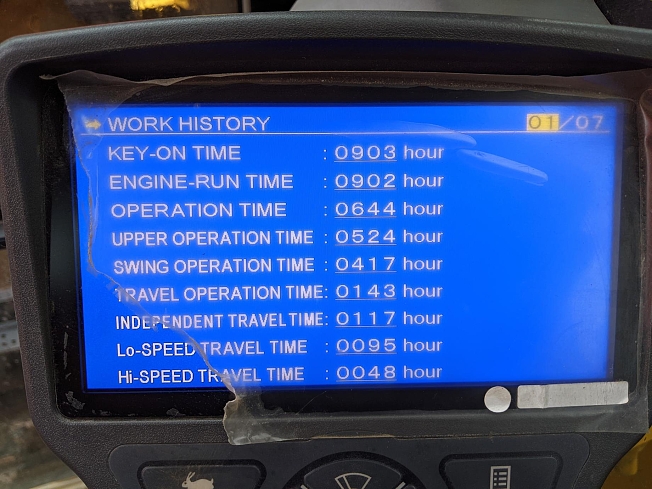 WORK HISTORY 01/07
KEY-ON TIME : 0903 hour
ENGINE-RUN TIME : 0902 hour
OPERATION TIME : 0644 hour
UPPER OPERATION TIME : 0524 hour
SWING OPERATION TIME : 0417 hour
TRAVEL OPERATION TIME: 0143 hour
INDEPENDENT TRAVEL TIME: 0117 hour
Lo-SPEED TRAVEL TIME : 0095 hour
Hi-SPEED TRAVEL TIME : 0048 hour